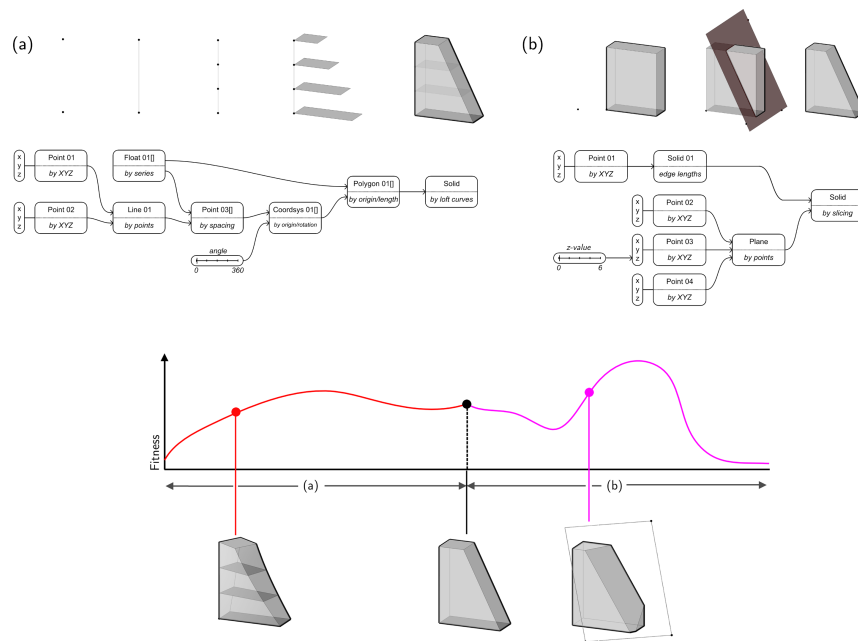 (a)
x
y
z
Point 01
by XYZ
Float 01[]
by series
x
y
z
Point 02
by XYZ
Line 01
by points
Point 03[]
by spacing
Coordsys 01[]
by origin/rotation
Polygon 01[]
by origin/length
Solid
by loft curves
angle
0 360
(b)
x
y
z
Point 01
by XYZ
Solid 01
edge lengths
x
y
z
Point 02
by XYZ
Solid
by slicing
z-value
0 6
x
y
z
Point 03
by XYZ
Plane
by points
x
y
z
Point 04
by XYZ
Fitness
(a) (b)